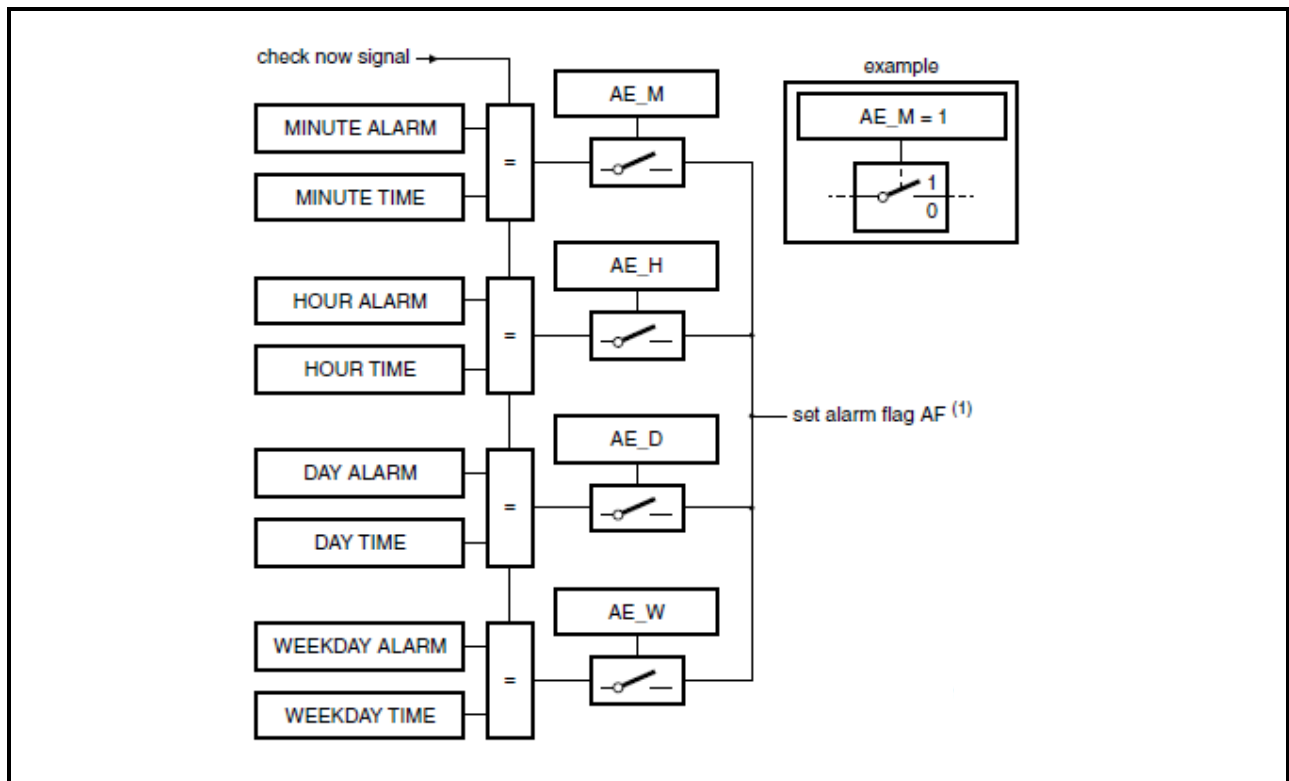 check now signal
example
AE_M
AE_M = 1
MINUTE ALARM
=
1
MINUTE TIME
0
AE_H
HOUR ALARM
=
HOUR TIME
set alarm flag AF (1)
AE_D
DAY ALARM
=
DAY TIME
AE_W
WEEKDAY ALARM
=
WEEKDAY TIME